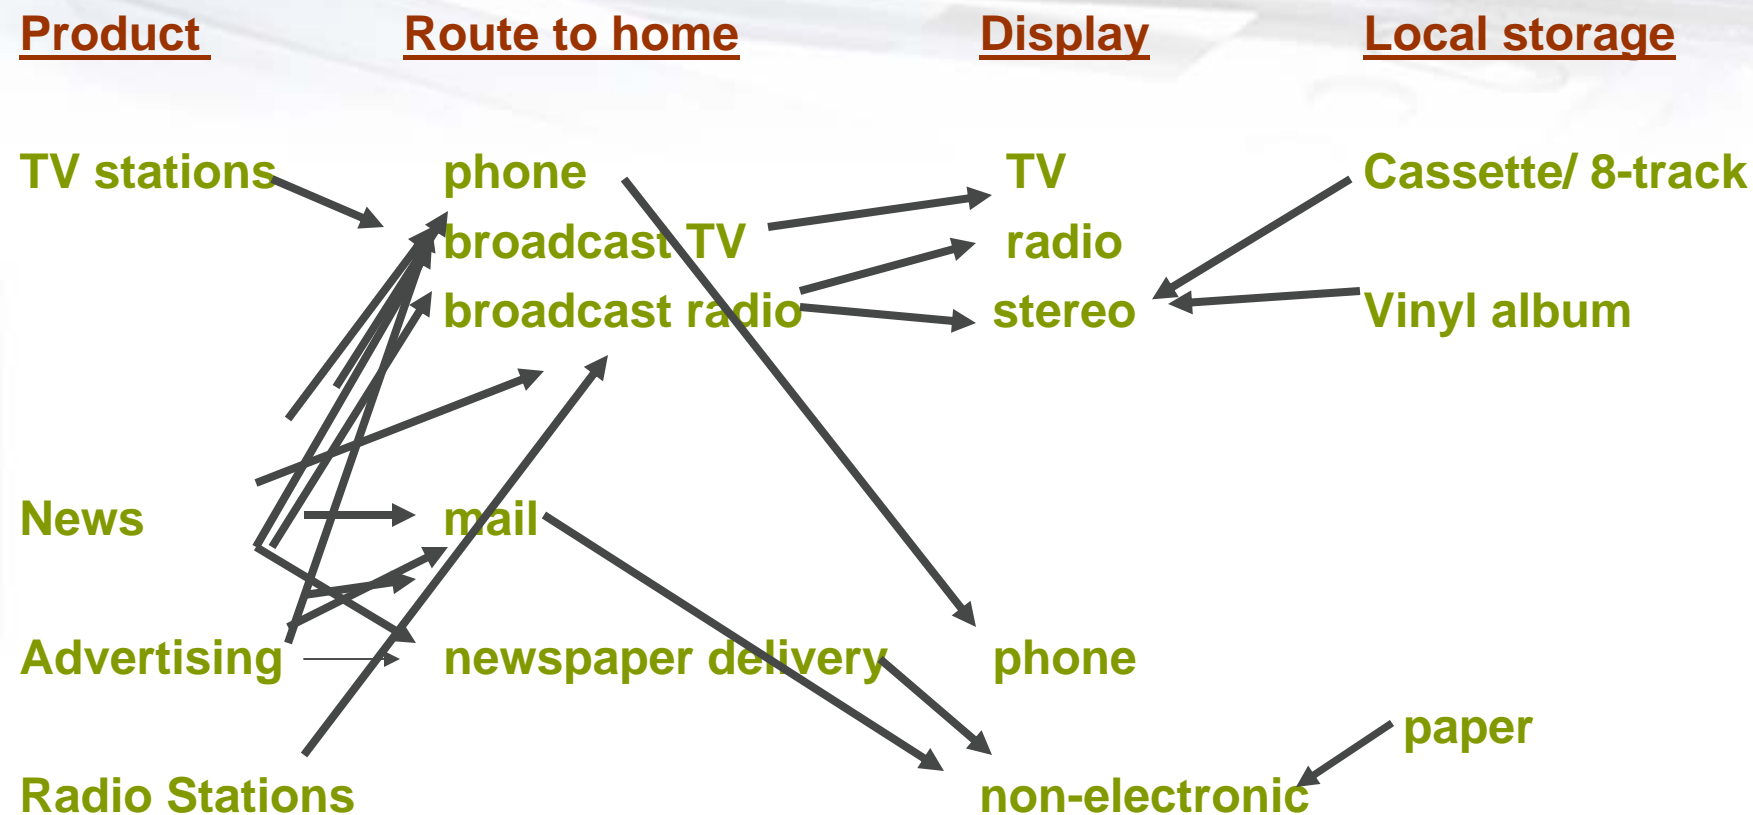 Product Route to home Display Local storage
TV stations phone TV Cassette/ 8-track
broadcast TV radio
broadcast radio stereo Vinyl album
News mail
Advertising newspaper delivery phone
paper
Radio Stations non-electronic